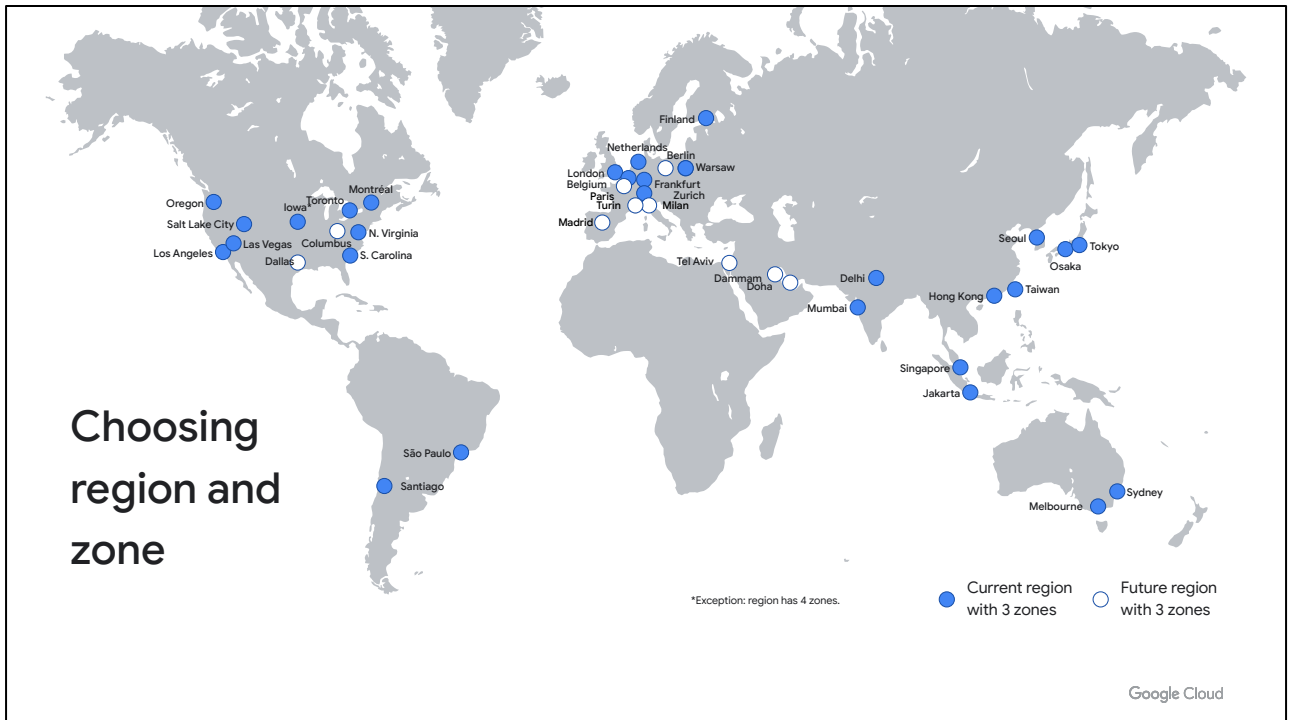 Finland
Netherlands
Berlin
Warsaw
London
Belgium
Frankfurt
Paris
Zurich
Turin
Milan
Madrid
Montréal
Toronto
Iowa*
Oregon
Salt Lake City
N. Virginia
Columbus
Las Vegas
Los Angeles
S. Carolina
Dallas
Tel Aviv
Dammam
Doha
Delhi
Mumbai
Seoul
Tokyo
Osaka
Taiwan
Hong Kong
Singapore
Jakarta
São Paulo
Santiago
Sydney
Melbourne
Choosing
region and
zone
*Exception: region has 4 zones.
Current region
with 3 zones
Future region
with 3 zones
Google Cloud